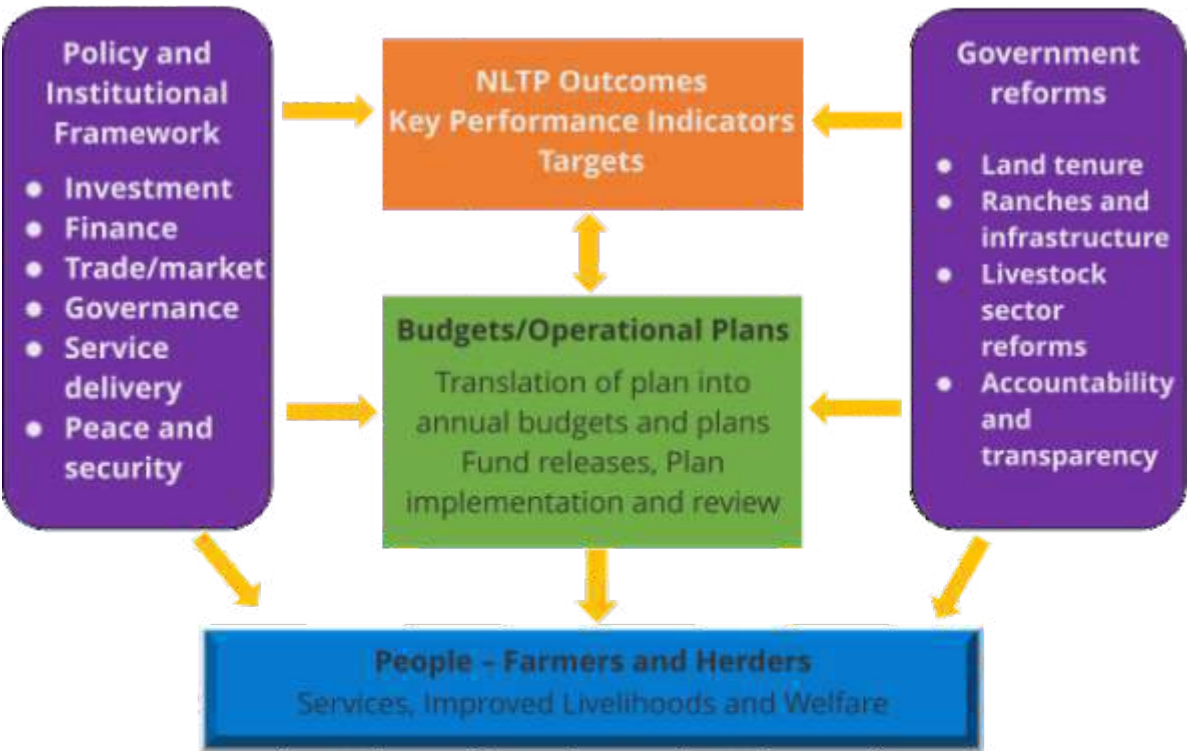 Policy and
Institutional
Framework
● Investment
● Finance
● Trade/market
● Governance
● Service
delivery
● Peace and
security
NLTP Outcomes
Key Performance Indicators
Targets
Budgets/Operational Plans
Translation of plan into
annual budgets and plans
Fund releases, Plan
implementation and review
Government
reforms
● Land tenure
● Ranches and
infrastructure
● Livestock
sector
reforms
● Accountability
and
transparency
People – Farmers and Herders
Services, Improved Livelihoods and Welfare